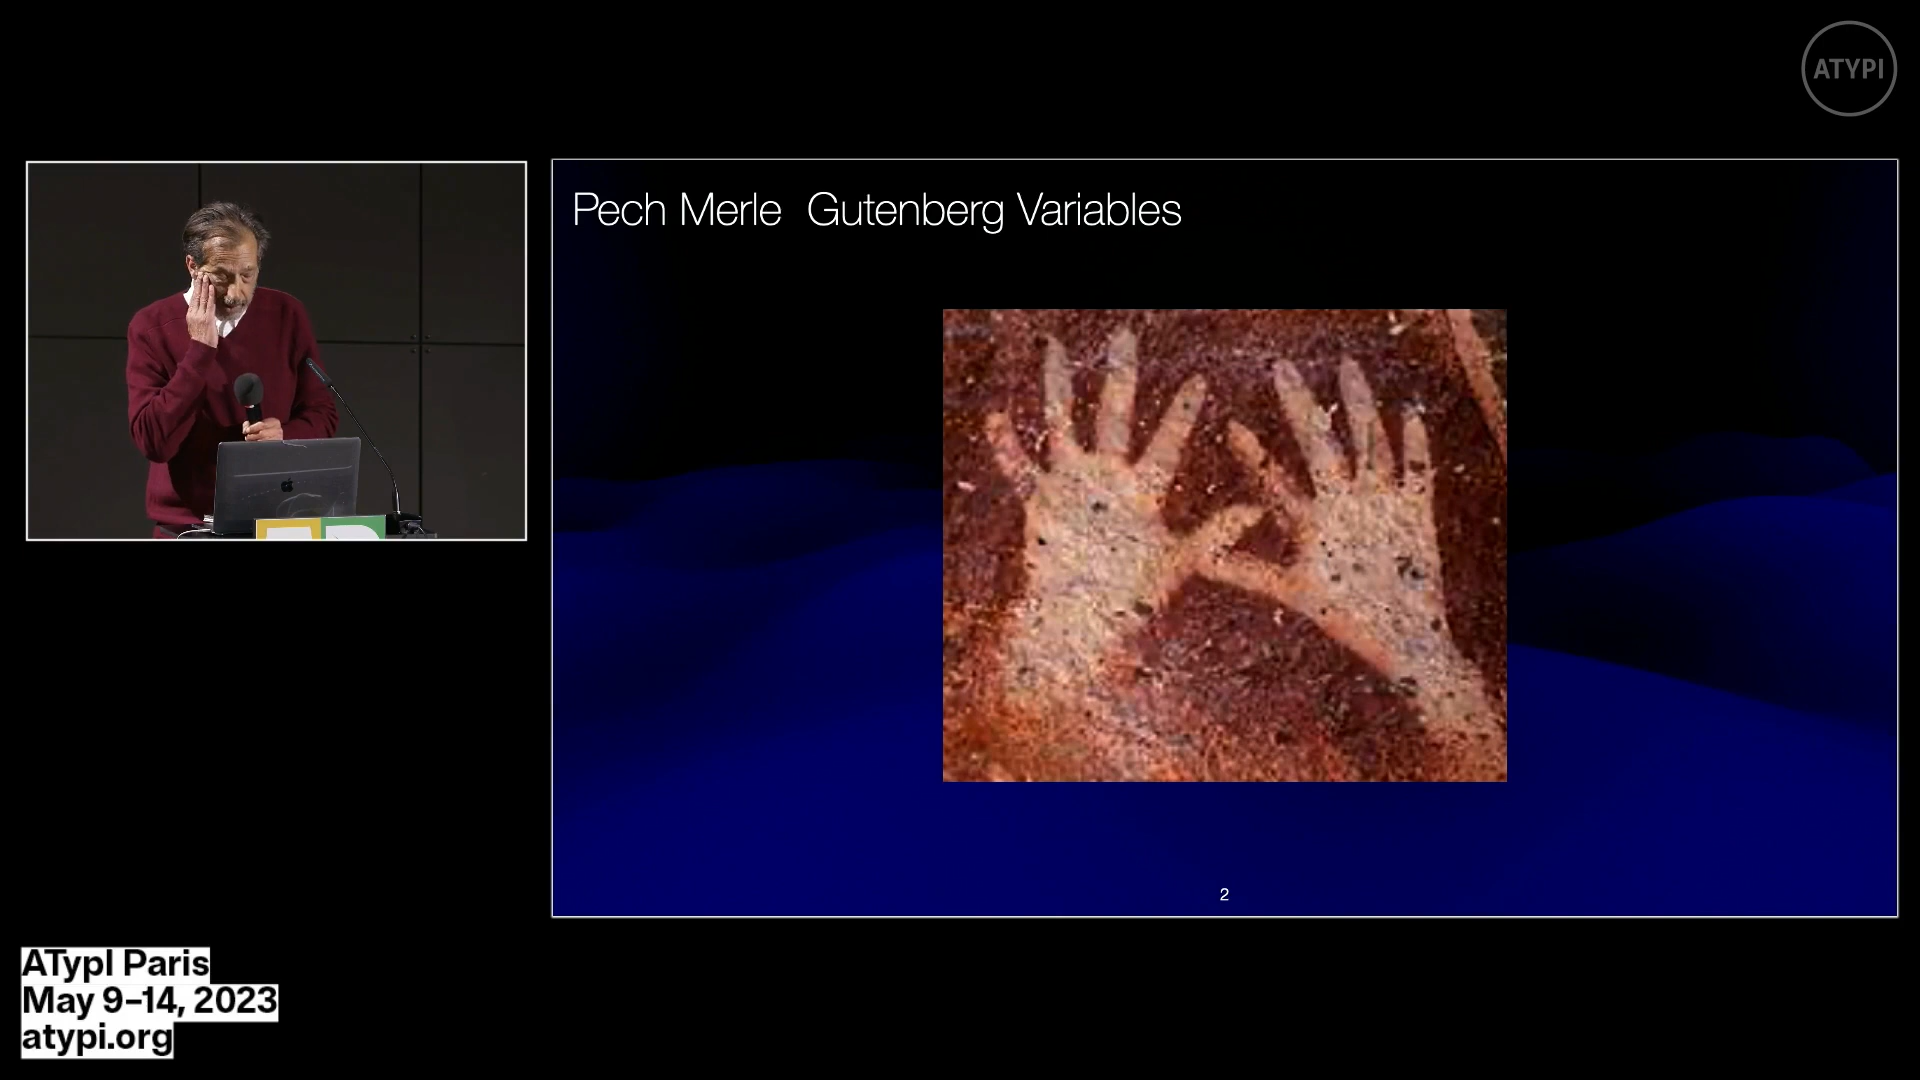 ATYPI
Pech Merle  Gutenberg Variables
2
ATypI Paris
May 9–14, 2023
atypi.org